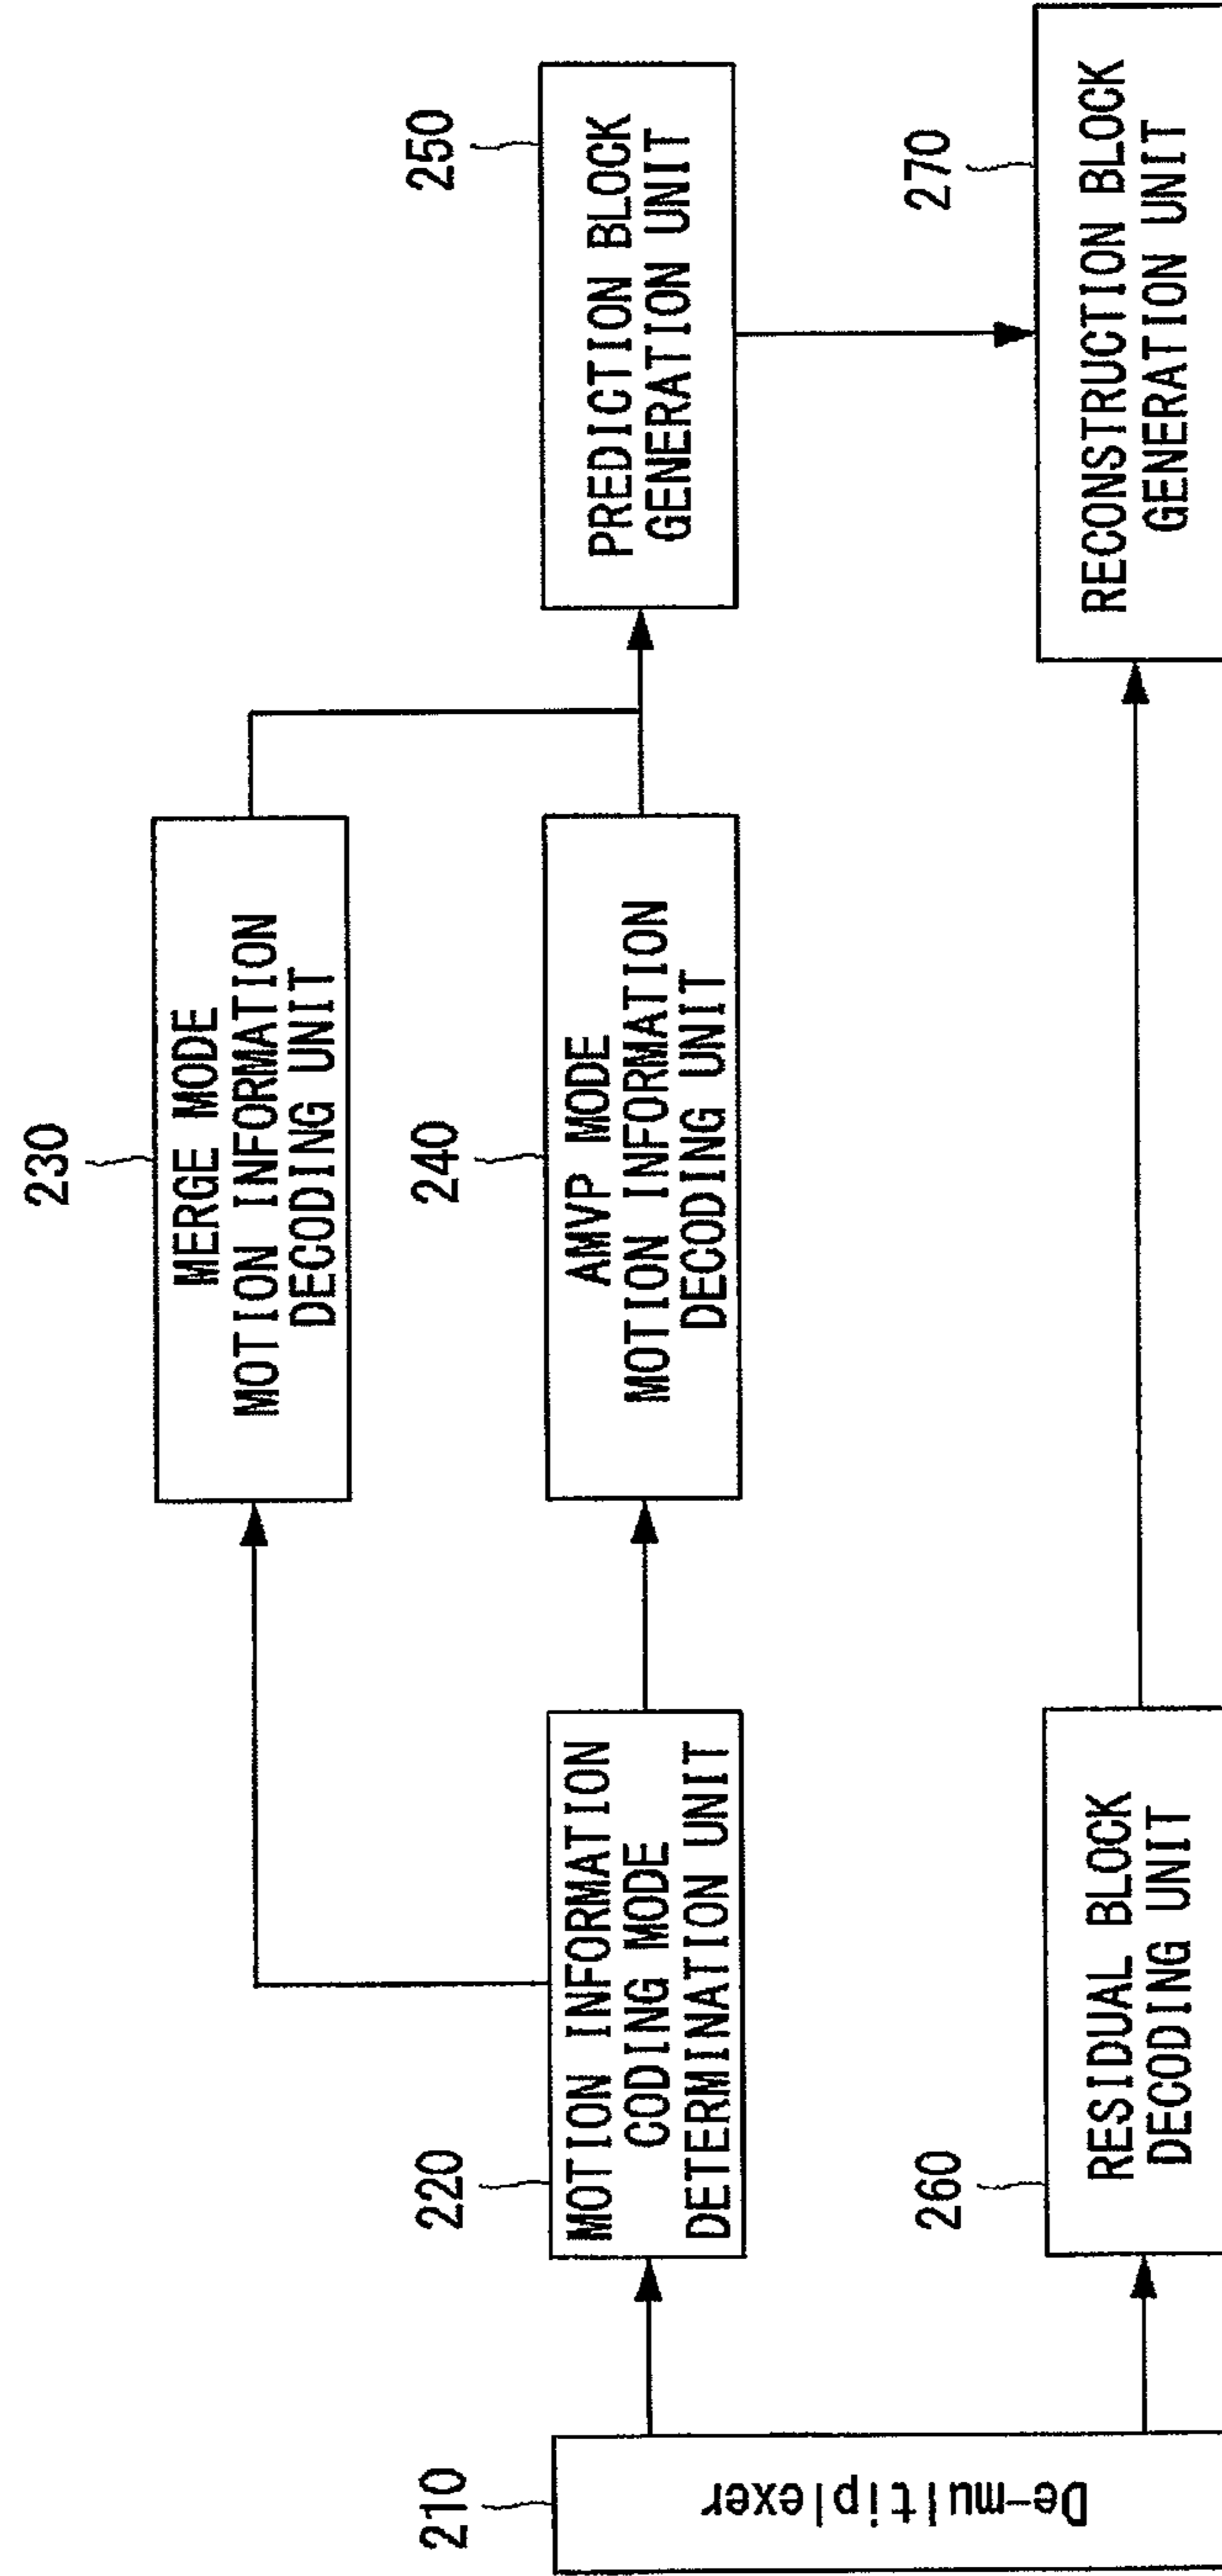 230
MERGE MODE
MOTION INFORMATION
DECODING UNIT
210
De-multiplexer
220
MOTION INFORMATION
CODING MODE
DETERMINATION UNIT
240
AMVP MODE
MOTION INFORMATION
DECODING UNIT
250
PREDICTION BLOCK
GENERATION UNIT
260
RESIDUAL BLOCK
DECODING UNIT
270
RECONSTRUCTION BLOCK
GENERATION UNIT